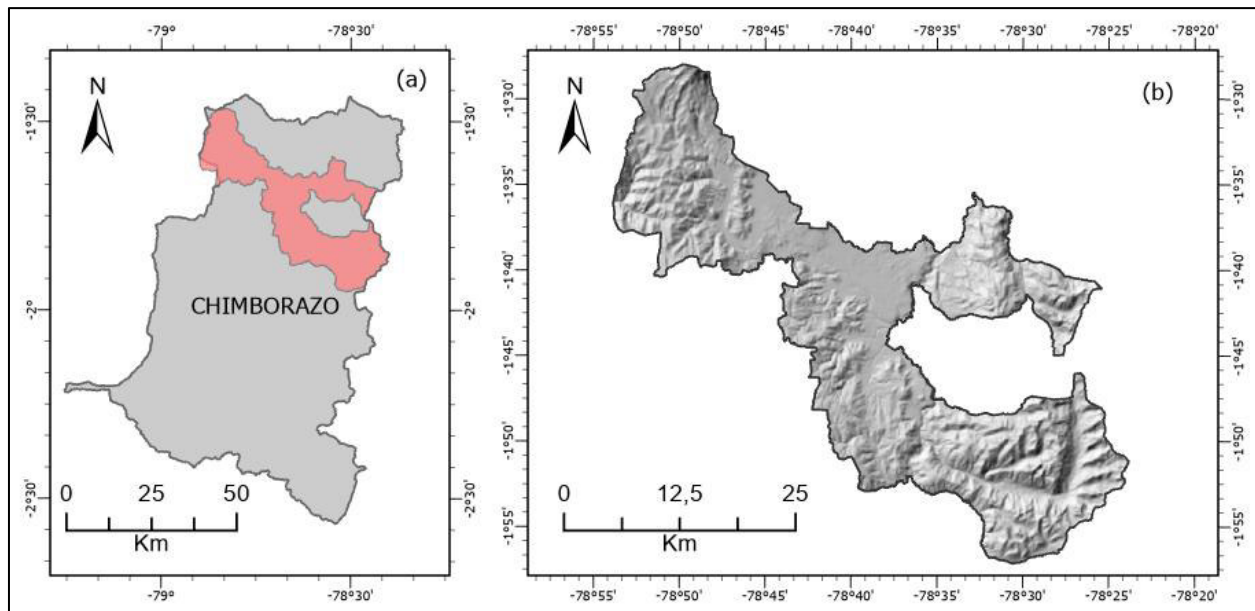 -79° -78°30'
(a)
N
-1°30' -1°30'
CHIMBORAZO
-2° -2°
-2°30' -2°30'
0 25 50
Km
-79° -78°30'
-78°55' -78°50' -78°45' -78°40' -78°35' -78°30' -78°25' -78°20'
(b)
N
-1°30' -1°30'
-1°35' -1°35'
-1°40' -1°40'
-1°45' -1°45'
-1°50' -1°50'
-1°55' -1°55'
0 12,5 25
Km
-78°55' -78°50' -78°45' -78°40' -78°35' -78°30' -78°25' -78°20'